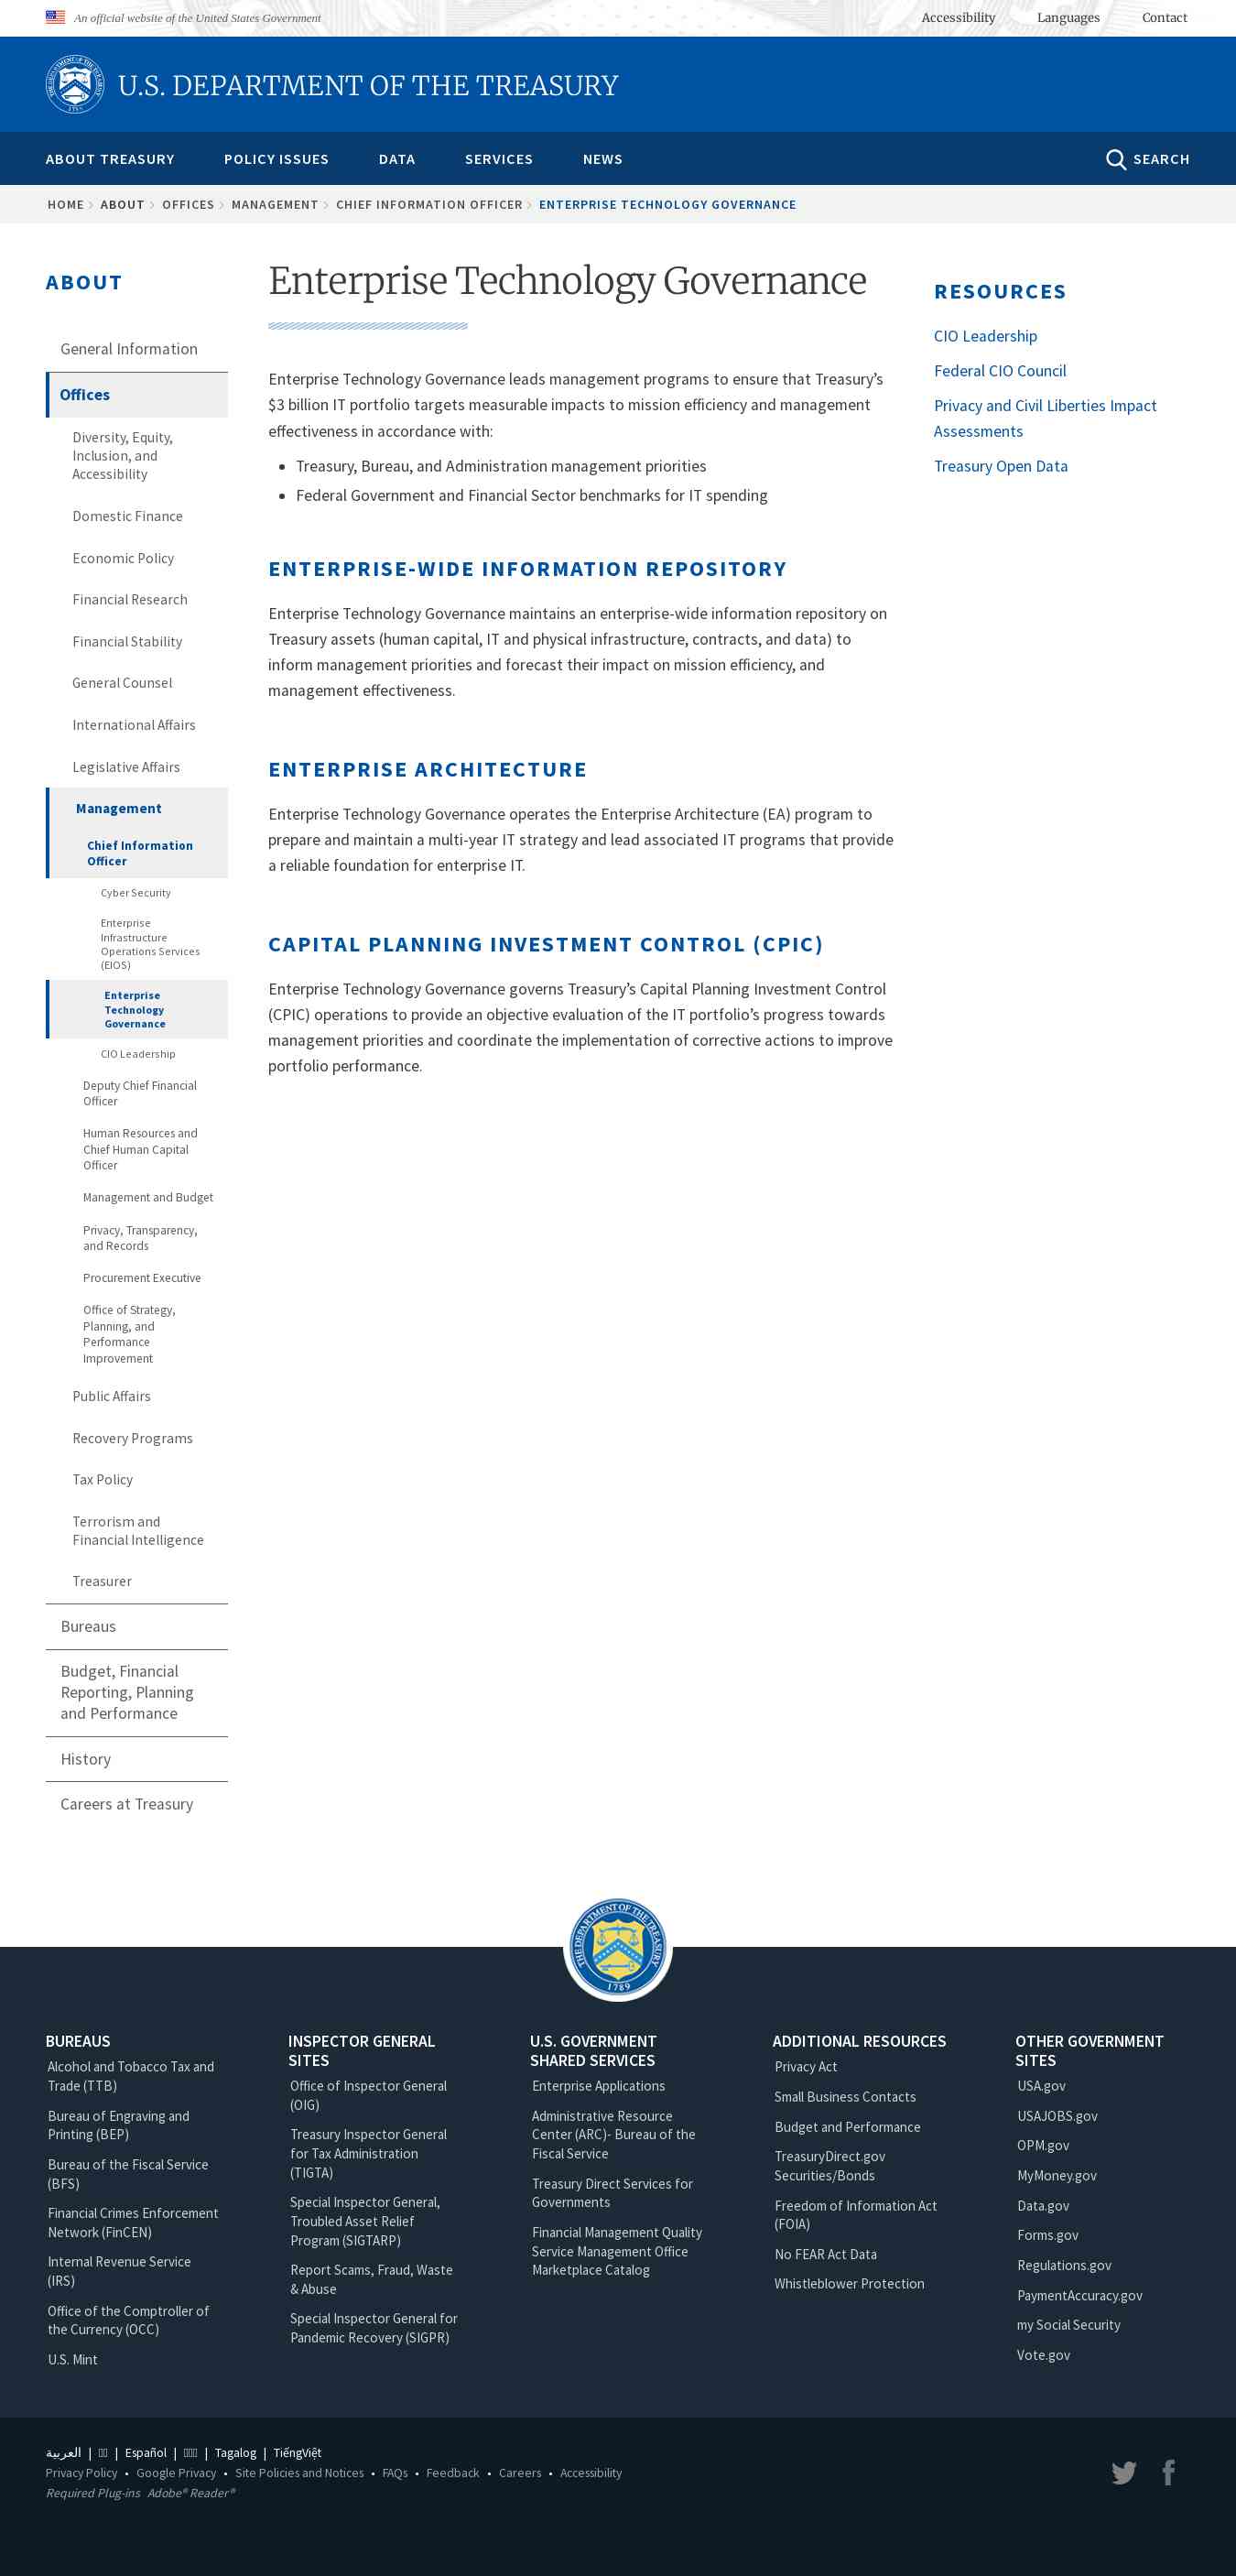 An official website of the United States Government
Accessibility Languages Contact
U.S. DEPARTMENT OF THE TREASURY
ABOUT TREASURY POLICY ISSUES DATA SERVICES NEWS SEARCH
HOME ABOUT OFFICES MANAGEMENT CHIEF INFORMATION OFFICER ENTERPRISE TECHNOLOGY GOVERNANCE
ABOUT
General Information
Offices
Diversity, Equity,
Inclusion, and
Accessibility
Domestic Finance
Economic Policy
Financial Research
Financial Stability
General Counsel
International Affairs
Legislative Affairs
Management
Chief Information
Officer
Cyber Security
Enterprise
Infrastructure
Operations Services
(EIOS)
Enterprise
Technology
Governance
CIO Leadership
Deputy Chief Financial
Officer
Human Resources and
Chief Human Capital
Officer
Management and Budget
Privacy, Transparency,
and Records
Procurement Executive
Office of Strategy,
Planning, and
Performance
Improvement
Public Affairs
Recovery Programs
Tax Policy
Terrorism and
Financial Intelligence
Treasurer
Bureaus
Budget, Financial
Reporting, Planning
and Performance
History
Careers at Treasury
Enterprise Technology Governance
Enterprise Technology Governance leads management programs to ensure that Treasury’s
$3 billion IT portfolio targets measurable impacts to mission efficiency and management
effectiveness in accordance with:
• Treasury, Bureau, and Administration management priorities
• Federal Government and Financial Sector benchmarks for IT spending
ENTERPRISE-WIDE INFORMATION REPOSITORY
Enterprise Technology Governance maintains an enterprise-wide information repository on
Treasury assets (human capital, IT and physical infrastructure, contracts, and data) to
inform management priorities and forecast their impact on mission efficiency, and
management effectiveness.
ENTERPRISE ARCHITECTURE
Enterprise Technology Governance operates the Enterprise Architecture (EA) program to
prepare and maintain a multi-year IT strategy and lead associated IT programs that provide
a reliable foundation for enterprise IT.
CAPITAL PLANNING INVESTMENT CONTROL (CPIC)
Enterprise Technology Governance governs Treasury’s Capital Planning Investment Control
(CPIC) operations to provide an objective evaluation of the IT portfolio’s progress towards
management priorities and coordinate the implementation of corrective actions to improve
portfolio performance.
RESOURCES
CIO Leadership
Federal CIO Council
Privacy and Civil Liberties Impact
Assessments
Treasury Open Data
THE DEPARTMENT OF THE TREASURY
1789
BUREAUS
Alcohol and Tobacco Tax and
Trade (TTB)
Bureau of Engraving and
Printing (BEP)
Bureau of the Fiscal Service
(BFS)
Financial Crimes Enforcement
Network (FinCEN)
Internal Revenue Service
(IRS)
Office of the Comptroller of
the Currency (OCC)
U.S. Mint
INSPECTOR GENERAL
SITES
Office of Inspector General
(OIG)
Treasury Inspector General
for Tax Administration
(TIGTA)
Special Inspector General,
Troubled Asset Relief
Program (SIGTARP)
Report Scams, Fraud, Waste
& Abuse
Special Inspector General for
Pandemic Recovery (SIGPR)
U.S. GOVERNMENT
SHARED SERVICES
Enterprise Applications
Administrative Resource
Center (ARC)- Bureau of the
Fiscal Service
Treasury Direct Services for
Governments
Financial Management Quality
Service Management Office
Marketplace Catalog
ADDITIONAL RESOURCES
Privacy Act
Small Business Contacts
Budget and Performance
TreasuryDirect.gov
Securities/Bonds
Freedom of Information Act
(FOIA)
No FEAR Act Data
Whistleblower Protection
OTHER GOVERNMENT
SITES
USA.gov
USAJOBS.gov
OPM.gov
MyMoney.gov
Data.gov
Forms.gov
Regulations.gov
PaymentAccuracy.gov
my Social Security
Vote.gov
العربية | | Español | | Tagalog | TiếngViệt
Privacy Policy • Google Privacy • Site Policies and Notices • FAQs • Feedback • Careers • Accessibility
Required Plug-ins Adobe® Reader®